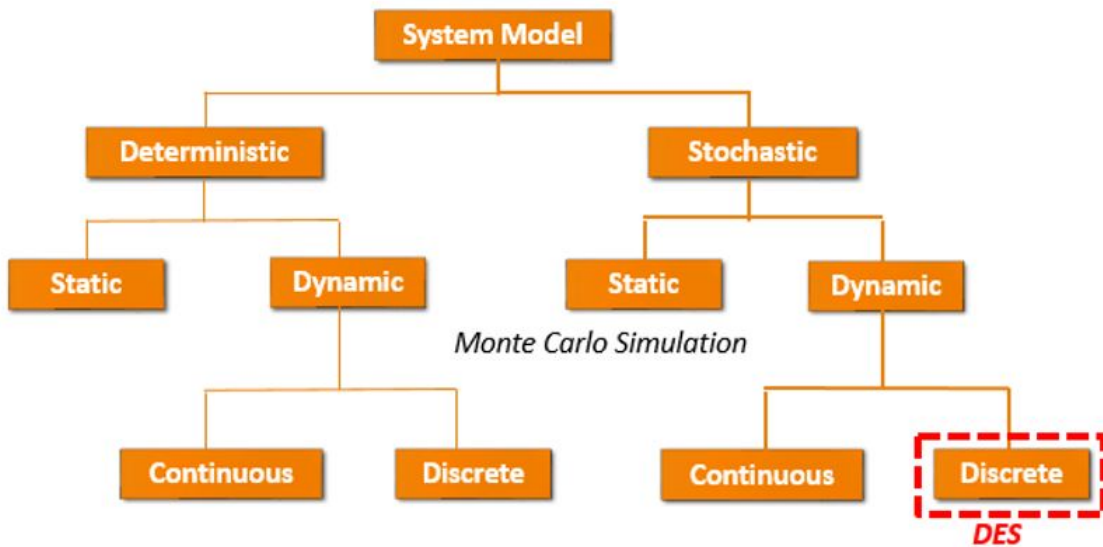 System Model
Deterministic
Stochastic
Static
Dynamic
Static
Dynamic
Monte Carlo Simulation
Continuous
Discrete
Continuous
Discrete
DES